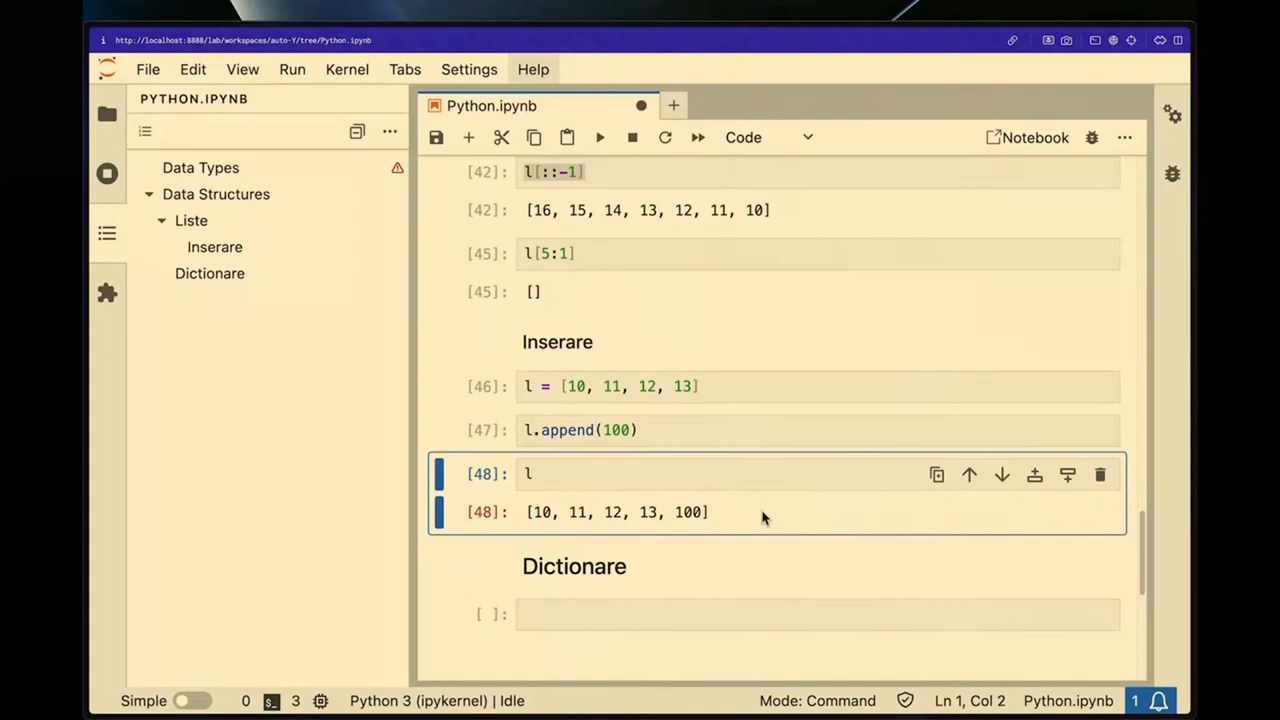 http://localhost:8888/lab/workspaces/auto-Y/tree/Python.ipynb
File Edit View Run Kernel Tabs Settings Help
PYTHON.IPYNB
Data Types
Data Structures
Liste
Inserare
Dictionare
Python.ipynb
Code
Notebook
[42]: l[::-1]
[42]: [16, 15, 14, 13, 12, 11, 10]
[45]: l[5:1]
[45]: []
Inserare
[46]: l = [10, 11, 12, 13]
[47]: l.append(100)
[48]: l
[48]: [10, 11, 12, 13, 100]
Dictionare
[ ]:
Simple 0 3 Python 3 (ipykernel) | Idle Mode: Command Ln 1, Col 2 Python.ipynb 1